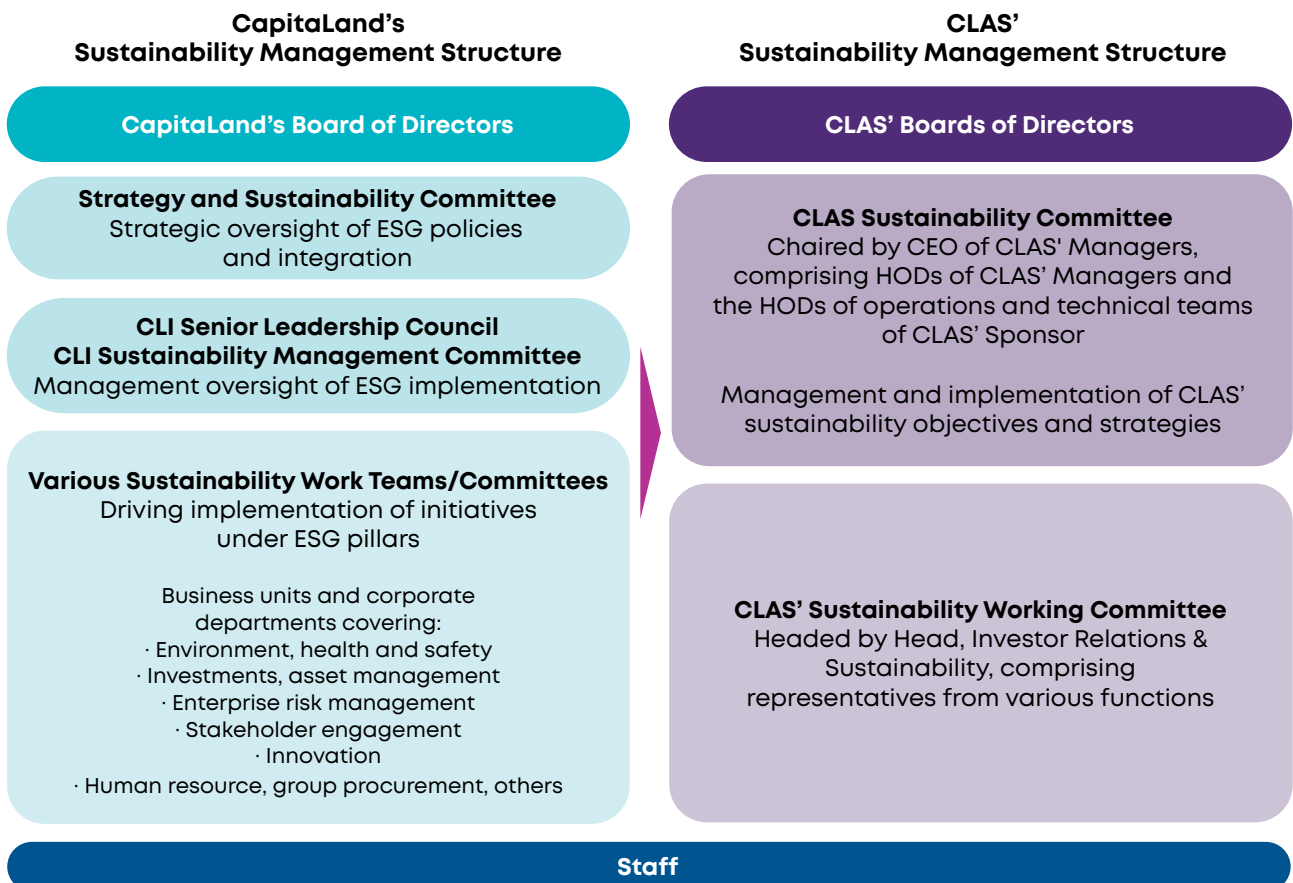 CapitaLand's
Sustainability Management Structure
CapitaLand's Board of Directors
Strategy and Sustainability Committee
Strategic oversight of ESG policies
and integration
CLI Senior Leadership Council
CLI Sustainability Management Committee
Management oversight of ESG implementation
Various Sustainability Work Teams/Committees
Driving implementation of initiatives
under ESG pillars
Business units and corporate
departments covering:
· Environment, health and safety
· Investments, asset management
· Enterprise risk management
· Stakeholder engagement
· Innovation
· Human resource, group procurement, others
CLAS’
Sustainability Management Structure
CLAS’ Boards of Directors
CLAS Sustainability Committee
Chaired by CEO of CLAS' Managers,
comprising HODs of CLAS’ Managers and
the HODs of operations and technical teams
of CLAS’ Sponsor
Management and implementation of CLAS’
sustainability objectives and strategies
CLAS’ Sustainability Working Committee
Headed by Head, Investor Relations &
Sustainability, comprising
representatives from various functions
Staff